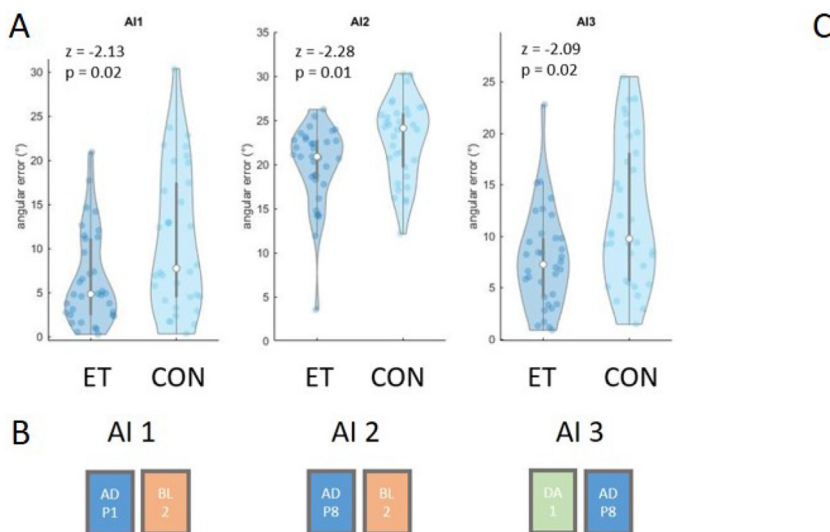 A
C
AI1
AI2
AI3
z = -2.13
p = 0.02
z = -2.28
p = 0.01
z = -2.09
p = 0.02
angular error (°)
30
25
20
15
10
5
0
angular error (°)
35
30
25
20
15
10
5
0
angular error (°)
25
20
15
10
5
0
ET CON
ET CON
ET CON
B
AI 1
AI 2
AI 3
AD
P1
BL
2
AD
P8
BL
2
DA
1
AD
P8